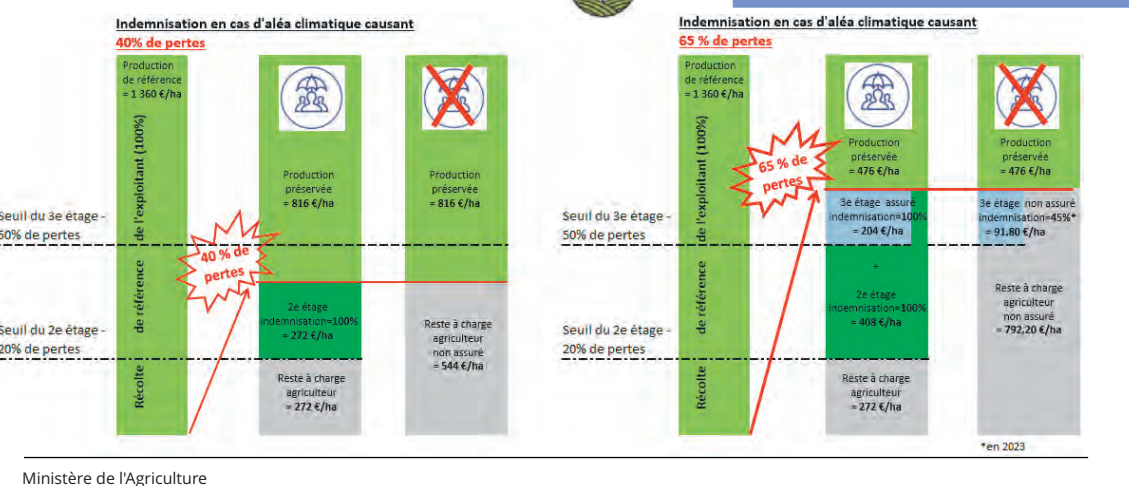 Indemnisation en cas d'aléa climatique causant
40% de pertes
Production
de référence
= 1 360 €/ha
Récolte de référence de l'exploitant (100%)
Seuil du 3e étage -
50% de pertes
Seuil du 2e étage -
20% de pertes
40 % de
pertes
Production
préservée
= 816 €/ha
2e étage
indemnisation=100%
= 272 €/ha
Reste à charge
agriculteur
= 272 €/ha
Production
préservée
= 816 €/ha
Reste à charge
agriculteur
non assuré
= 544 €/ha
Indemnisation en cas d'aléa climatique causant
65 % de pertes
Production
de référence
= 1 360 €/ha
Récolte de référence de l'exploitant (100%)
Seuil du 3e étage -
50% de pertes
Seuil du 2e étage -
20% de pertes
65 % de
pertes
Production
préservée
= 476 €/ha
3e étage assuré
indemnisation=100%
= 204 €/ha
+
2e étage
indemnisation=100%
= 408 €/ha
Reste à charge
agriculteur
= 272 €/ha
Production
préservée
= 476 €/ha
3e étage non assuré
indemnisation=45%*
= 91,80 €/ha
Reste à charge
agriculteur
non assuré
= 792,20 €/ha
*en 2023
Ministère de l'Agriculture